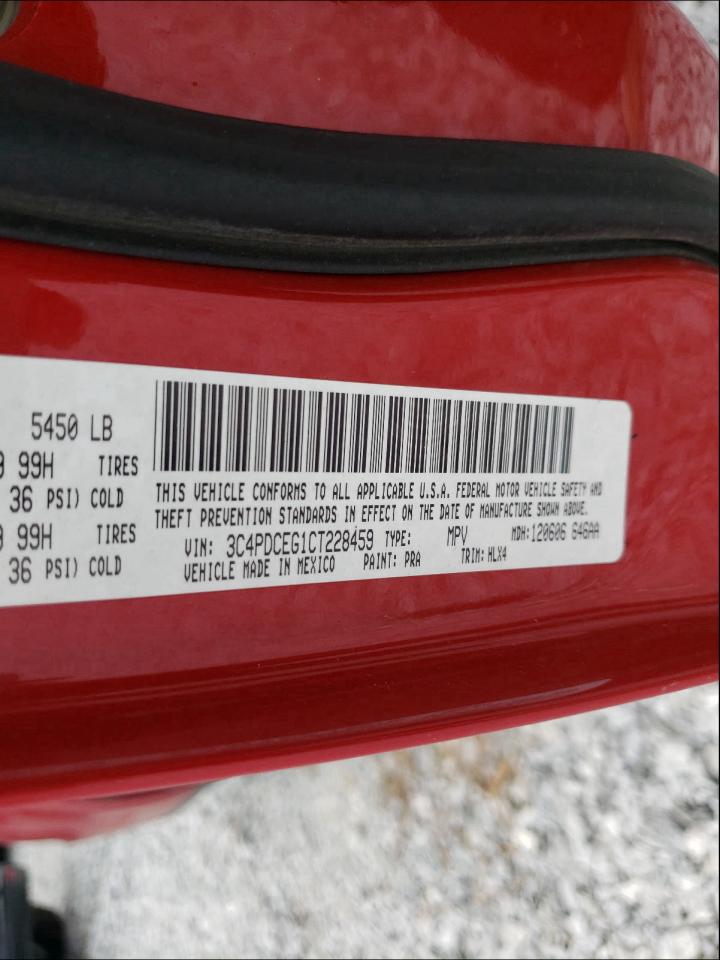 5450 LB
99H TIRES
36 PSI) COLD
99H TIRES
36 PSI) COLD
THIS VEHICLE CONFORMS TO ALL APPLICABLE U.S.A. FEDERAL MOTOR VEHICLE SAFETY AND
THEFT PREVENTION STANDARDS IN EFFECT ON THE DATE OF MANUFACTURE SHOWN ABOVE.
VIN: 3C4PDCEG1CT228459 TYPE: MPV MDH: 120606 646AA
VEHICLE MADE IN MEXICO PAINT: PRA TRIM: HLX4